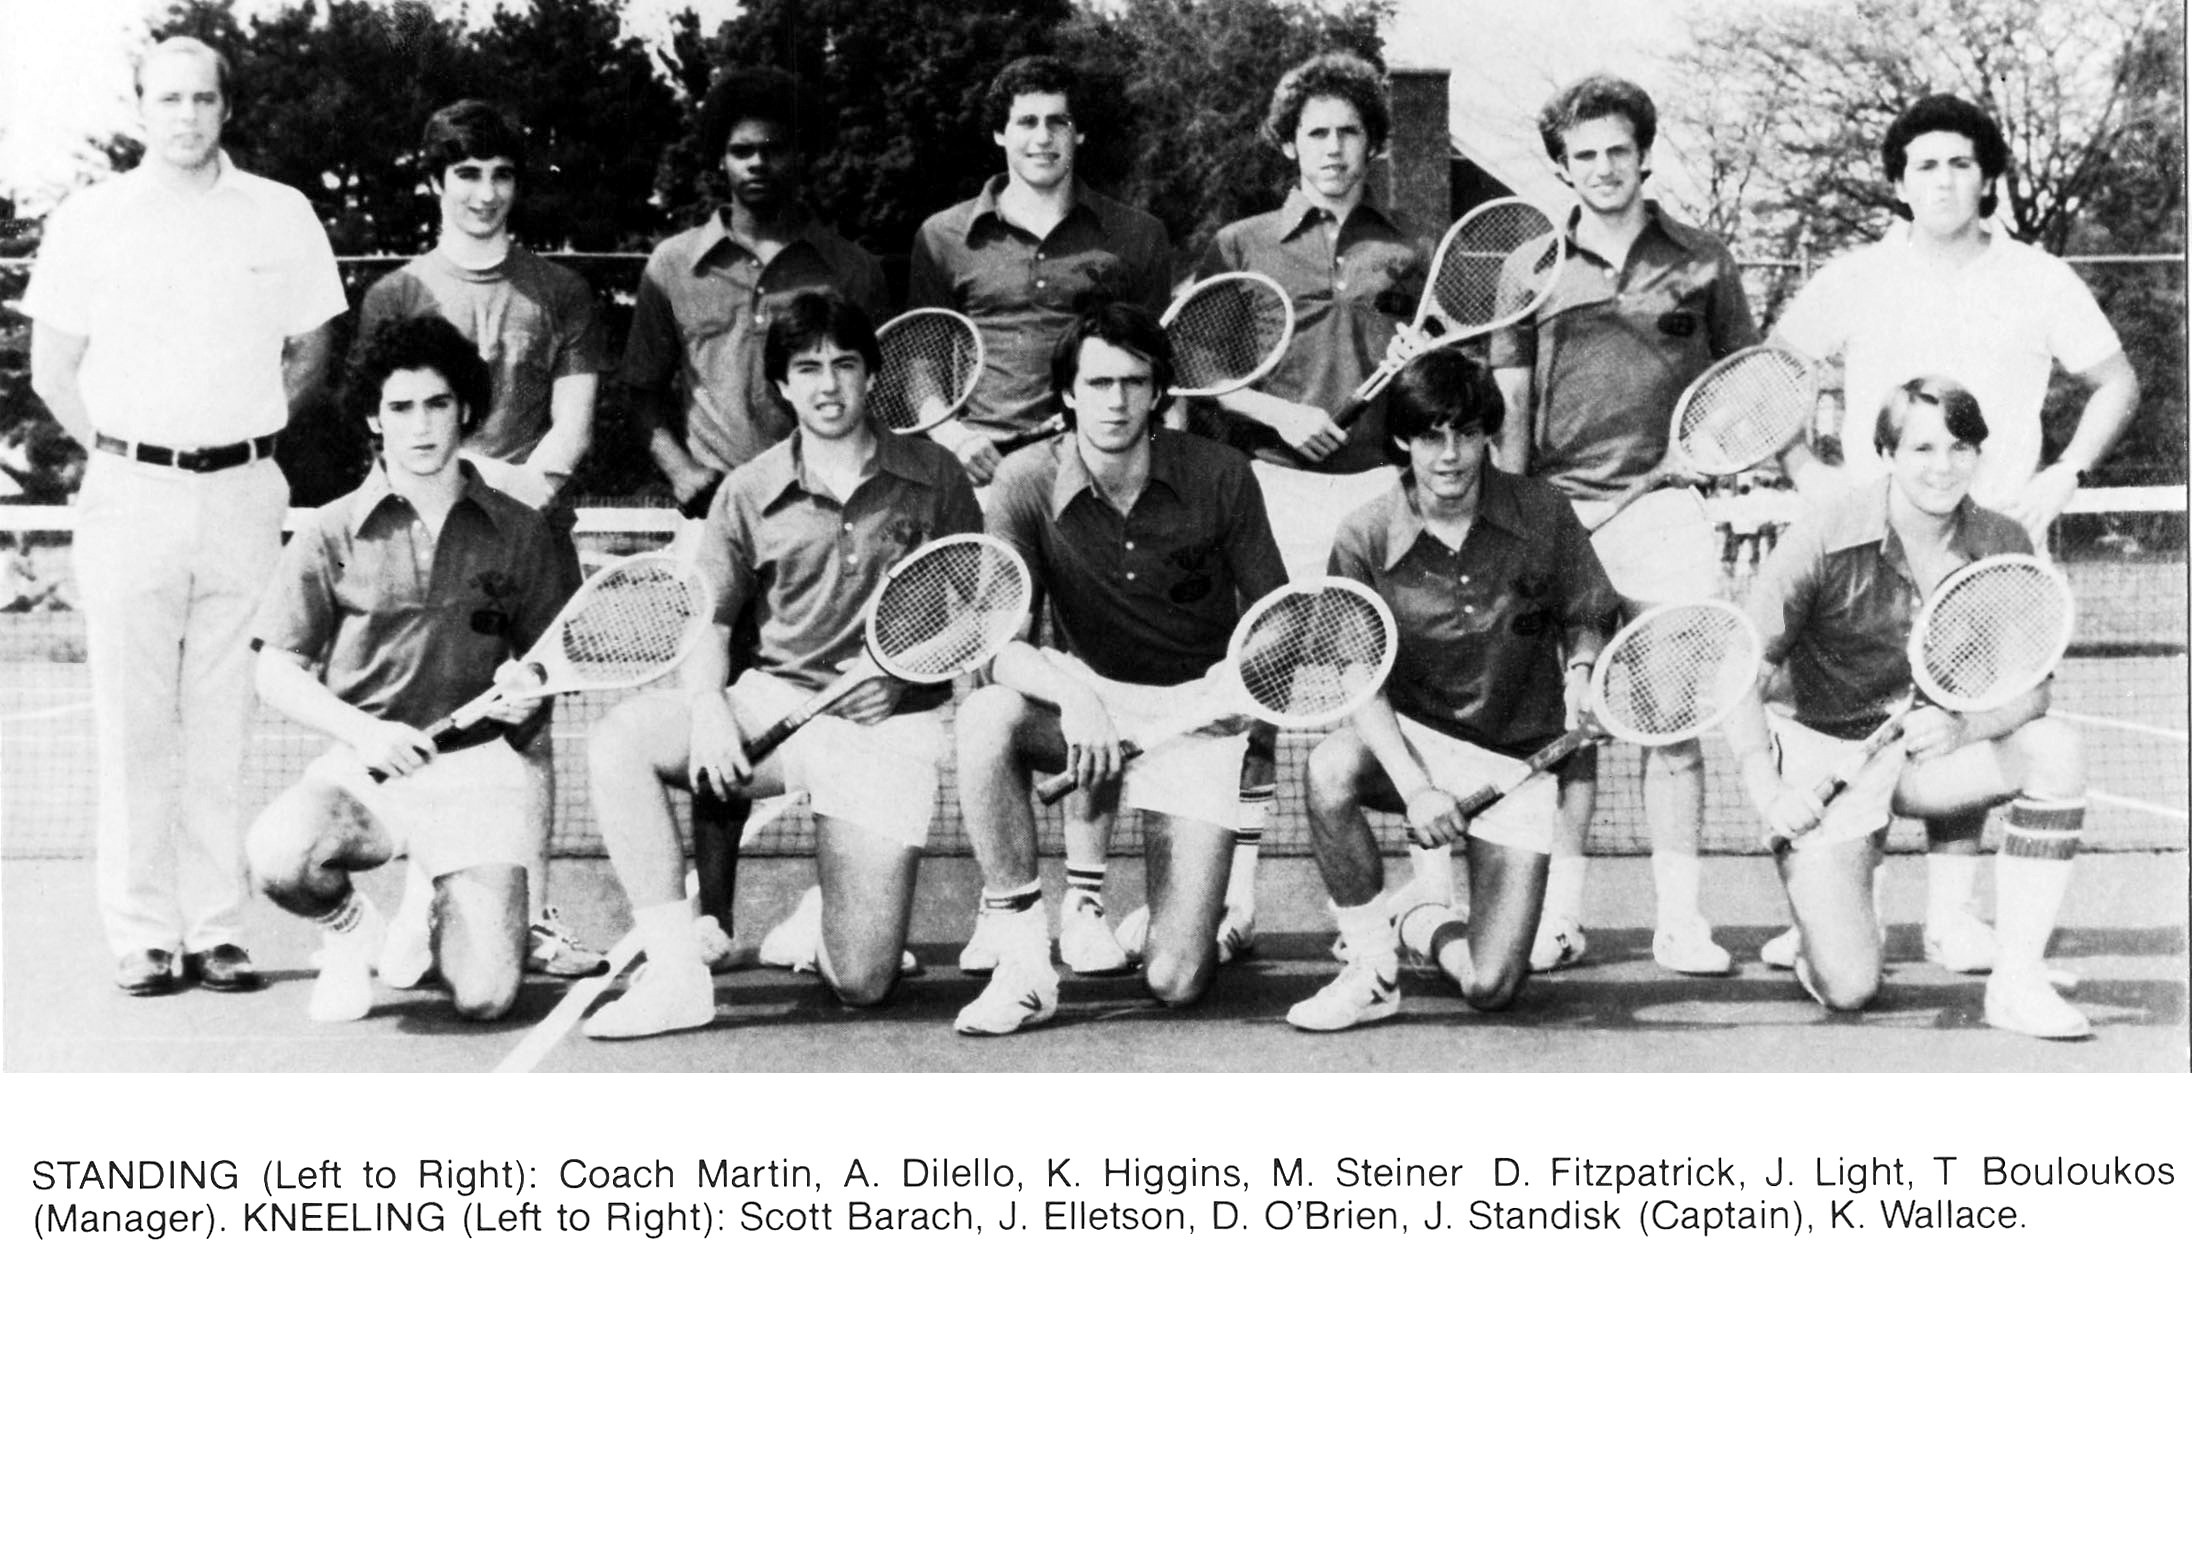 STANDING (Left to Right): Coach Martin, A. Dilello, K. Higgins, M. Steiner D. Fitzpatrick, J. Light, T Bouloukos
(Manager). KNEELING (Left to Right): Scott Barach, J. Elletson, D. O'Brien, J. Standisk (Captain), K. Wallace.